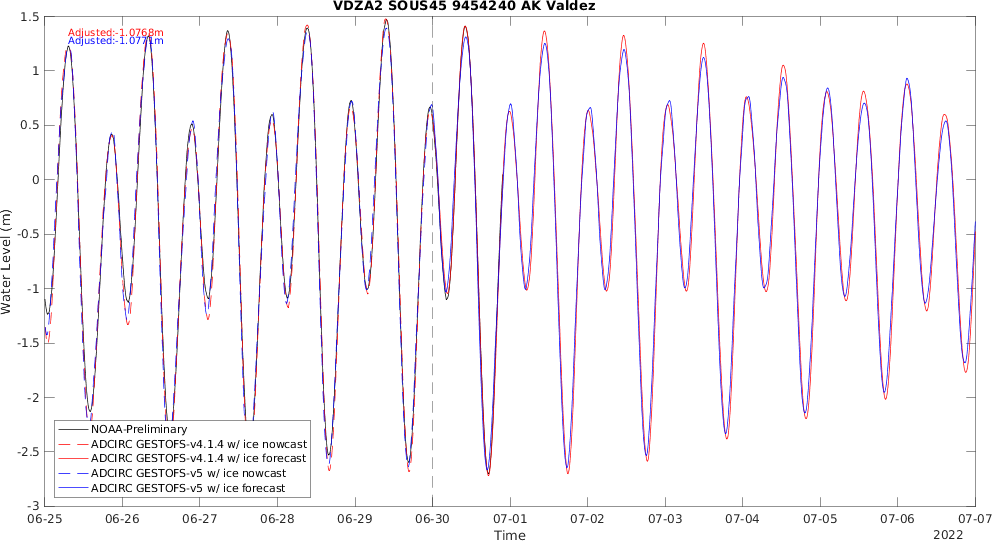 VDZA2 SOUS45 9454240 AK Valdez
Adjusted:-1.0768m
Adjusted:-1.0771m
1.5
1
0.5
0
-0.5
-1
-1.5
-2
-2.5
-3
Water Level (m)
NOAA-Preliminary
ADCIRC GESTOFS-v4.1.4 w/ ice nowcast
ADCIRC GESTOFS-v4.1.4 w/ ice forecast
ADCIRC GESTOFS-v5 w/ ice nowcast
ADCIRC GESTOFS-v5 w/ ice forecast
06-25 06-26 06-27 06-28 06-29 06-30 07-01 07-02 07-03 07-04 07-05 07-06 07-07
Time
2022